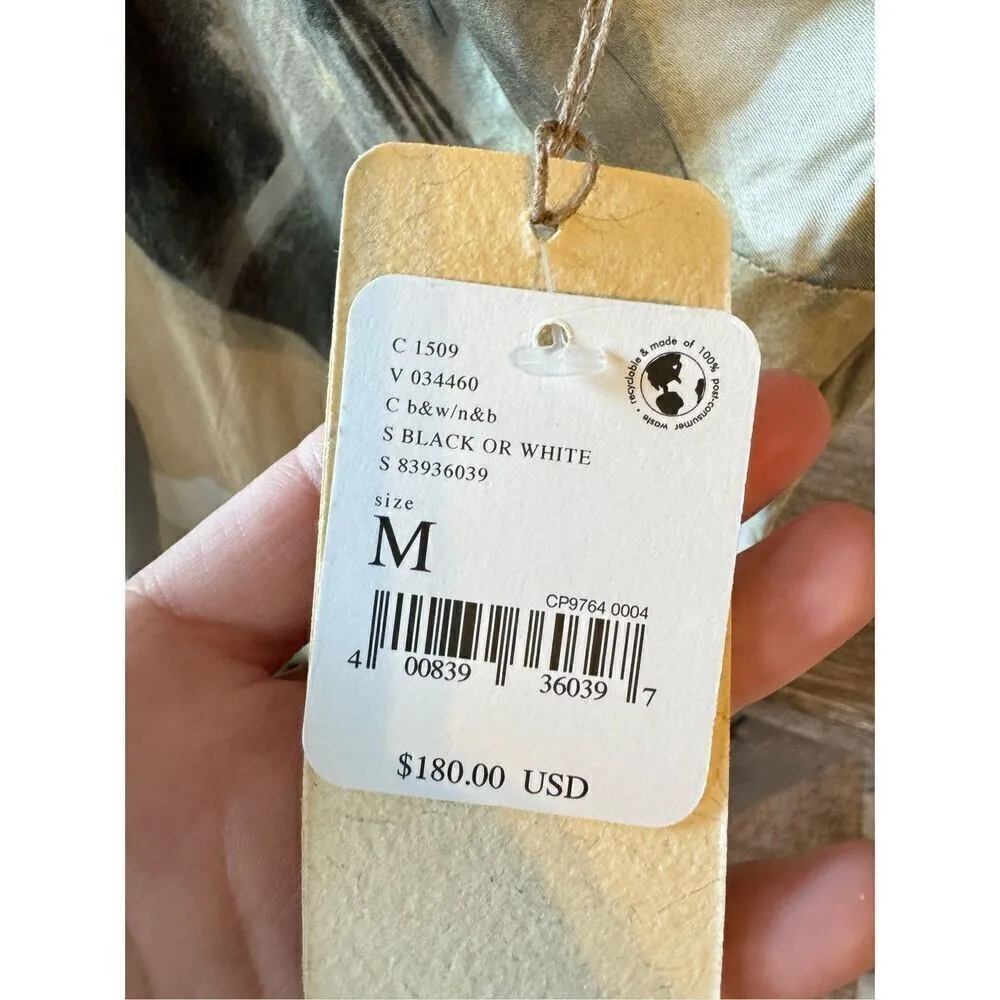 C 1509
V 034460
C b&w/n&b
S BLACK OR WHITE
S 83936039
recyclable & made of 100% post-consumer waste •
size
M
CP9764 0004
4 00839 36039 7
$180.00 USD